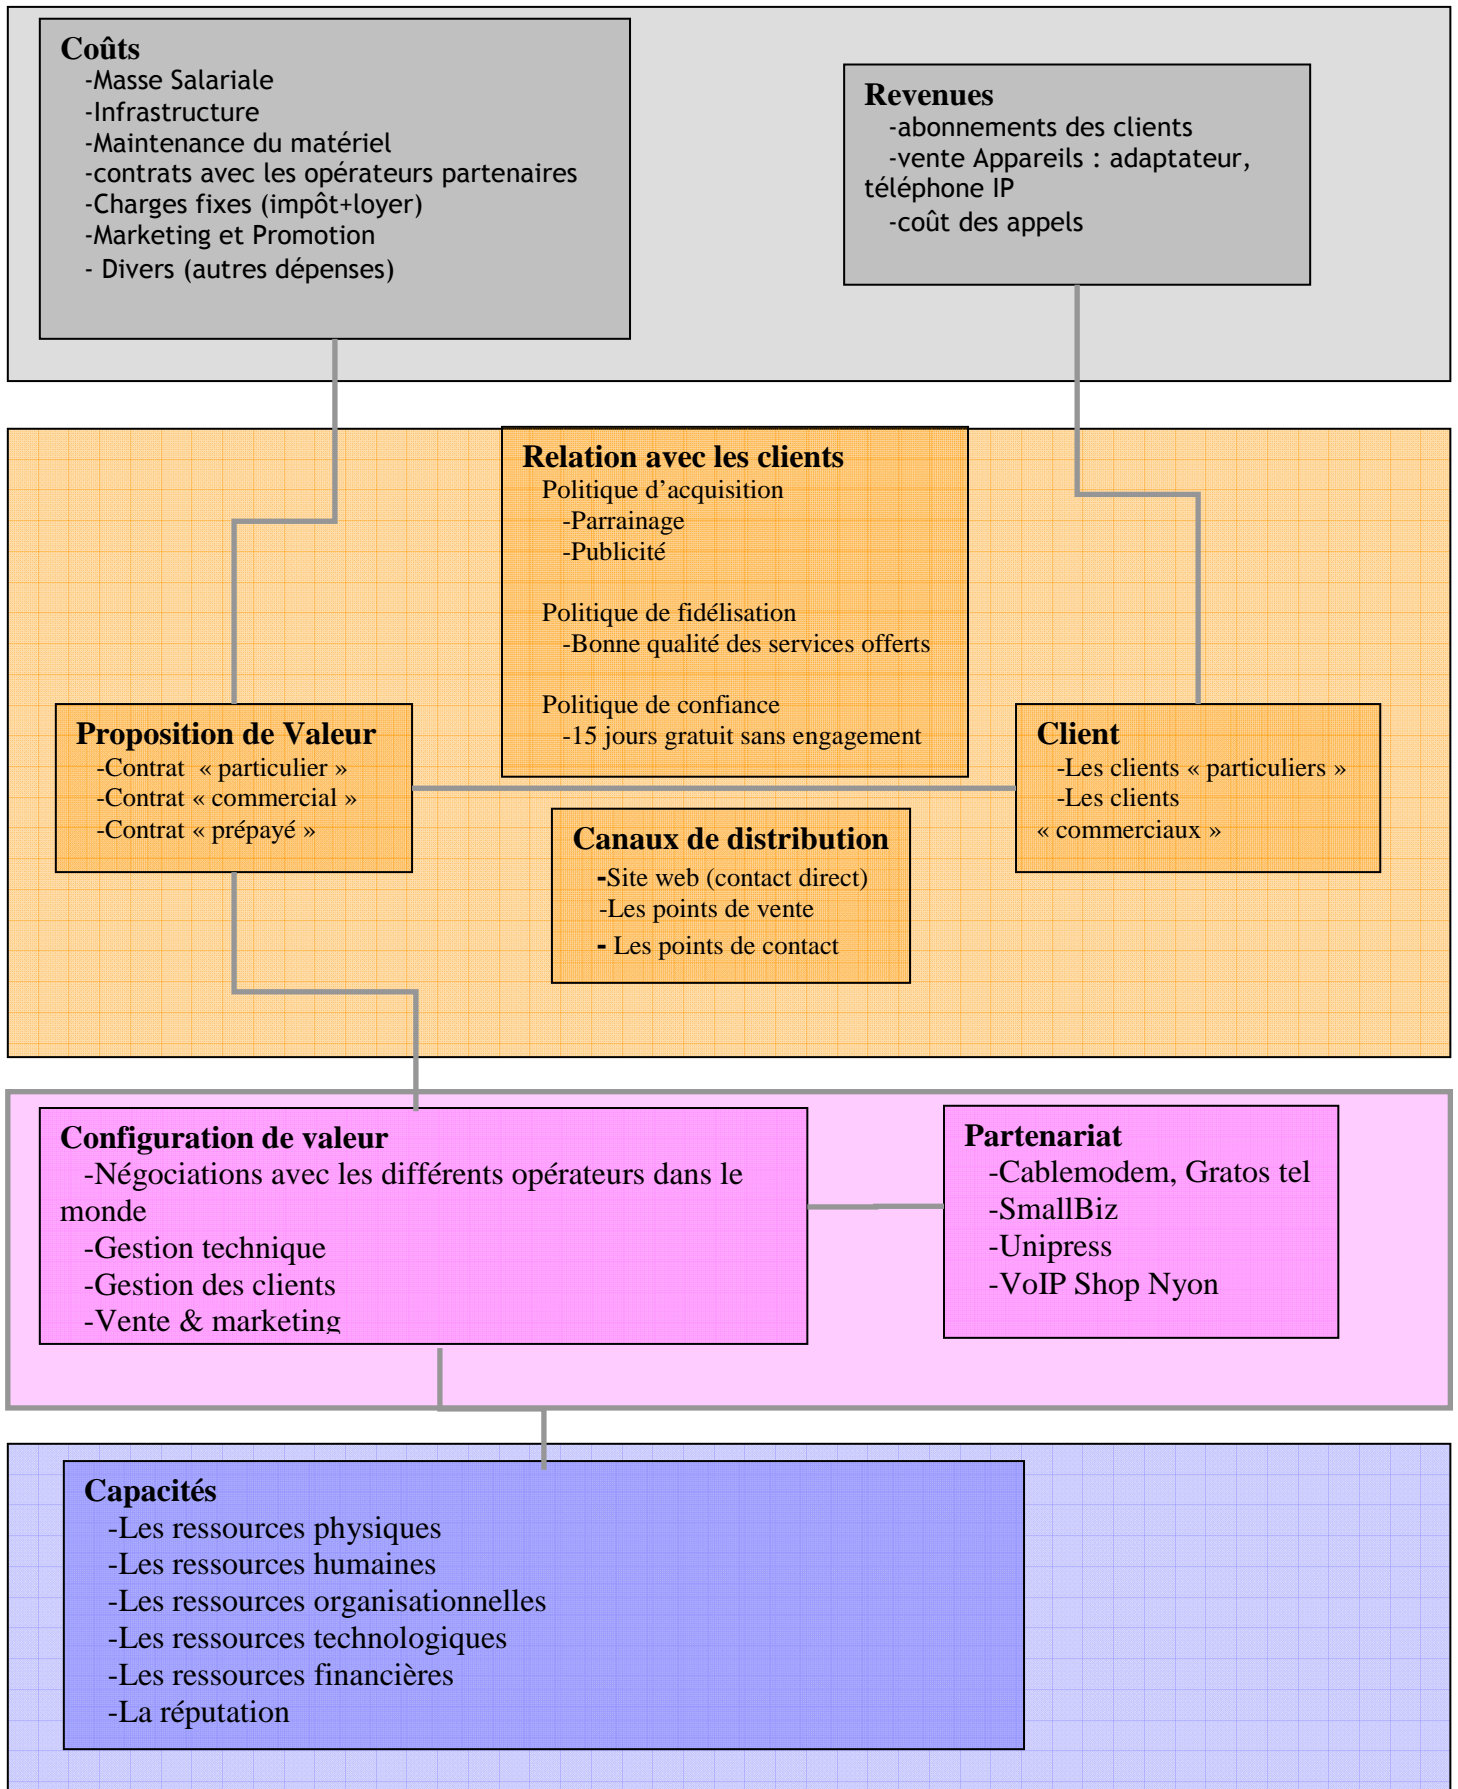 Coûts
-Masse Salariale
-Infrastructure
-Maintenance du matériel
-contrats avec les opérateurs partenaires
-Charges fixes (impôt+loyer)
-Marketing et Promotion
- Divers (autres dépenses)
Revenues
-abonnements des clients
-vente Appareils : adaptateur,
téléphone IP
-coût des appels
Relation avec les clients
Politique d’acquisition
-Parrainage
-Publicité
Politique de fidélisation
-Bonne qualité des services offerts
Politique de confiance
-15 jours gratuit sans engagement
Proposition de Valeur
-Contrat « particulier »
-Contrat « commercial »
-Contrat « prépayé »
Client
-Les clients « particuliers »
-Les clients
« commerciaux »
Canaux de distribution
-Site web (contact direct)
-Les points de vente
- Les points de contact
Configuration de valeur
-Négociations avec les différents opérateurs dans le
monde
-Gestion technique
-Gestion des clients
-Vente & marketing
Partenariat
-Cablemodem, Gratos tel
-SmallBiz
-Unipress
-VoIP Shop Nyon
Capacités
-Les ressources physiques
-Les ressources humaines
-Les ressources organisationnelles
-Les ressources technologiques
-Les ressources financières
-La réputation